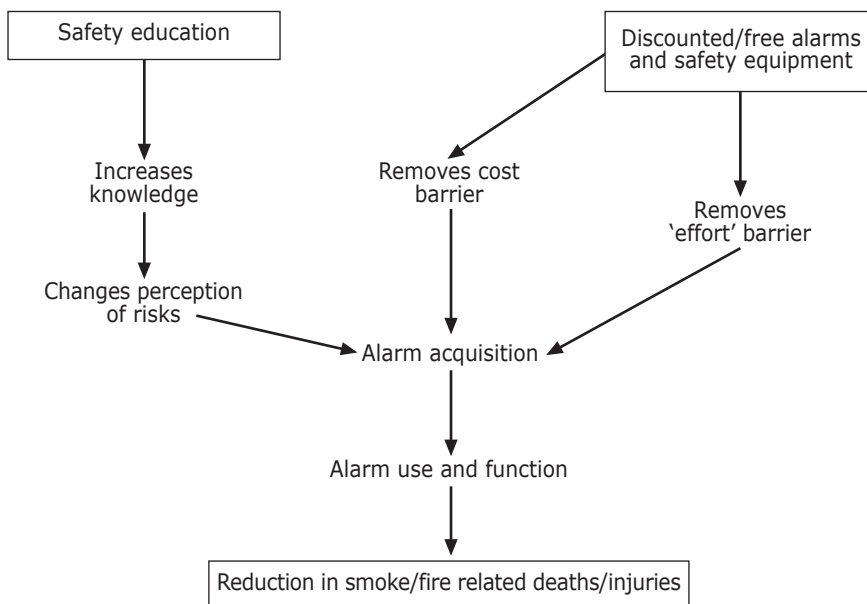 Safety education
Discounted/free alarms
and safety equipment
Increases
knowledge
Removes cost
barrier
Removes
‘effort’ barrier
Changes perception
of risks
Alarm acquisition
Alarm use and function
Reduction in smoke/fire related deaths/injuries